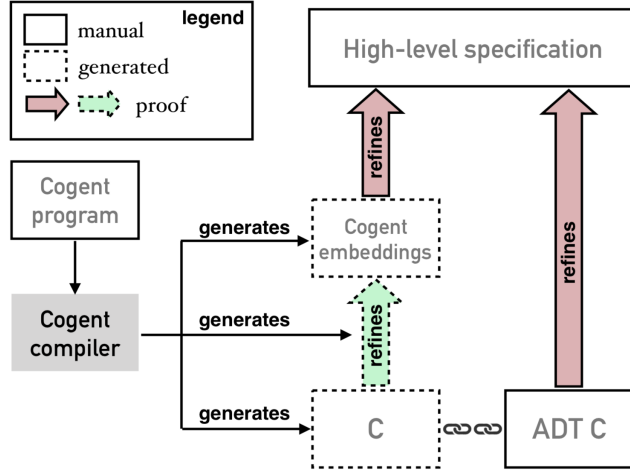 legend
manual
generated
proof
High-level specification
refines
refines
Cogent
program
generates
Cogent
embeddings
Cogent
compiler
generates
refines
generates
C
ADT C